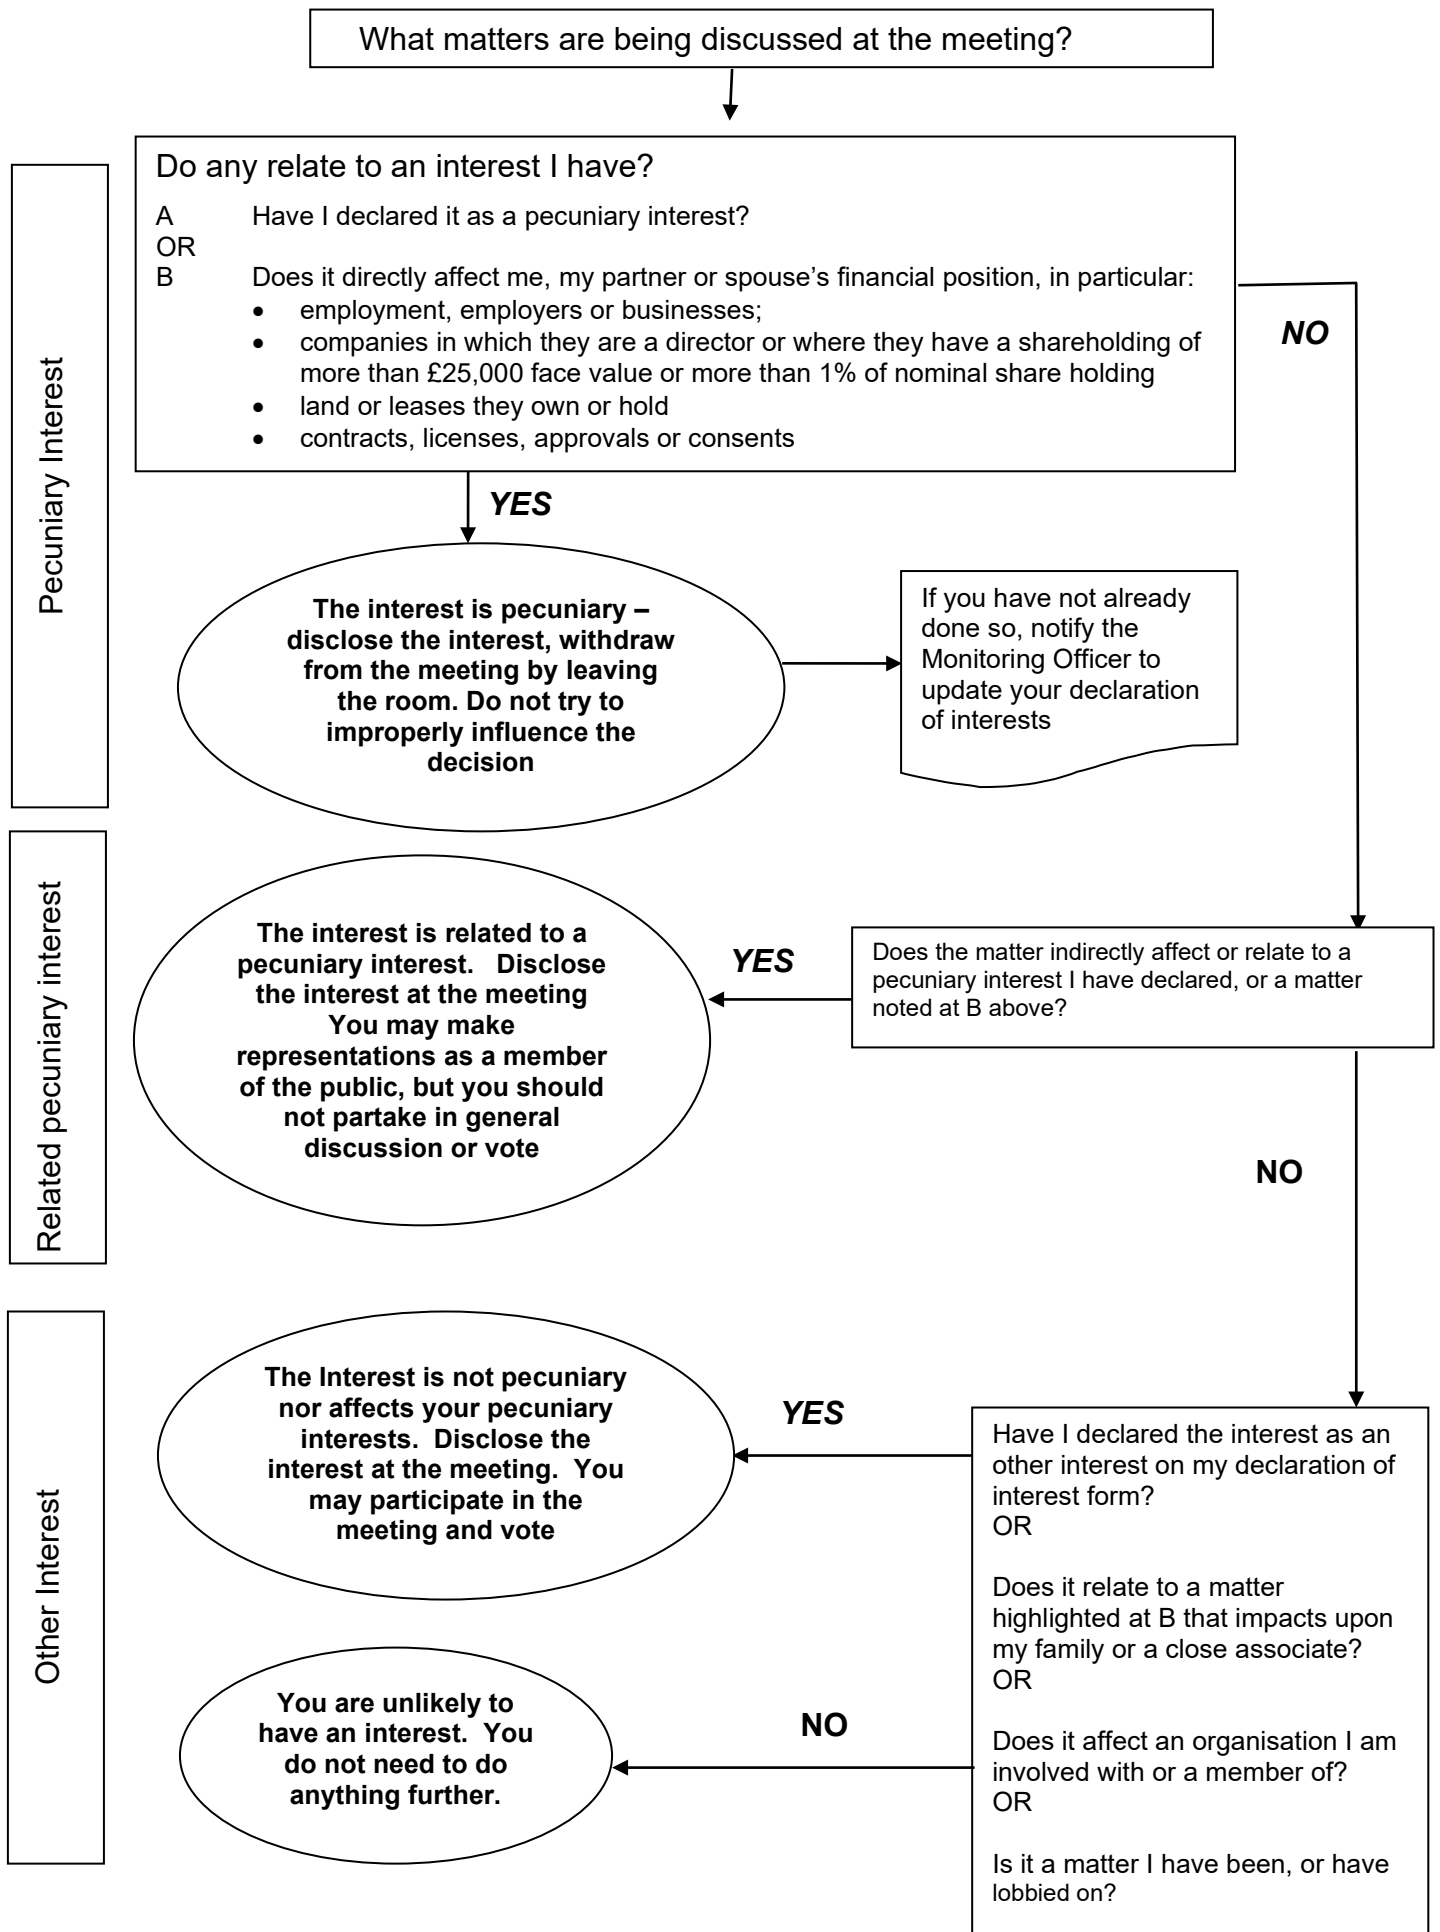 What matters are being discussed at the meeting?
Pecuniary Interest
Do any relate to an interest I have?
A Have I declared it as a pecuniary interest?
OR
B Does it directly affect me, my partner or spouse’s financial position, in particular:
• employment, employers or businesses;
• companies in which they are a director or where they have a shareholding of
more than £25,000 face value or more than 1% of nominal share holding
• land or leases they own or hold
• contracts, licenses, approvals or consents
NO
YES
The interest is pecuniary –
disclose the interest, withdraw
from the meeting by leaving
the room. Do not try to
improperly influence the
decision
If you have not already
done so, notify the
Monitoring Officer to
update your declaration
of interests
Related pecuniary interest
The interest is related to a
pecuniary interest. Disclose
the interest at the meeting
You may make
representations as a member
of the public, but you should
not partake in general
discussion or vote
YES
Does the matter indirectly affect or relate to a
pecuniary interest I have declared, or a matter
noted at B above?
NO
Other Interest
The Interest is not pecuniary
nor affects your pecuniary
interests. Disclose the
interest at the meeting. You
may participate in the
meeting and vote
YES
Have I declared the interest as an
other interest on my declaration of
interest form?
OR
Does it relate to a matter
highlighted at B that impacts upon
my family or a close associate?
OR
Does it affect an organisation I am
involved with or a member of?
OR
Is it a matter I have been, or have
lobbied on?
NO
You are unlikely to
have an interest. You
do not need to do
anything further.